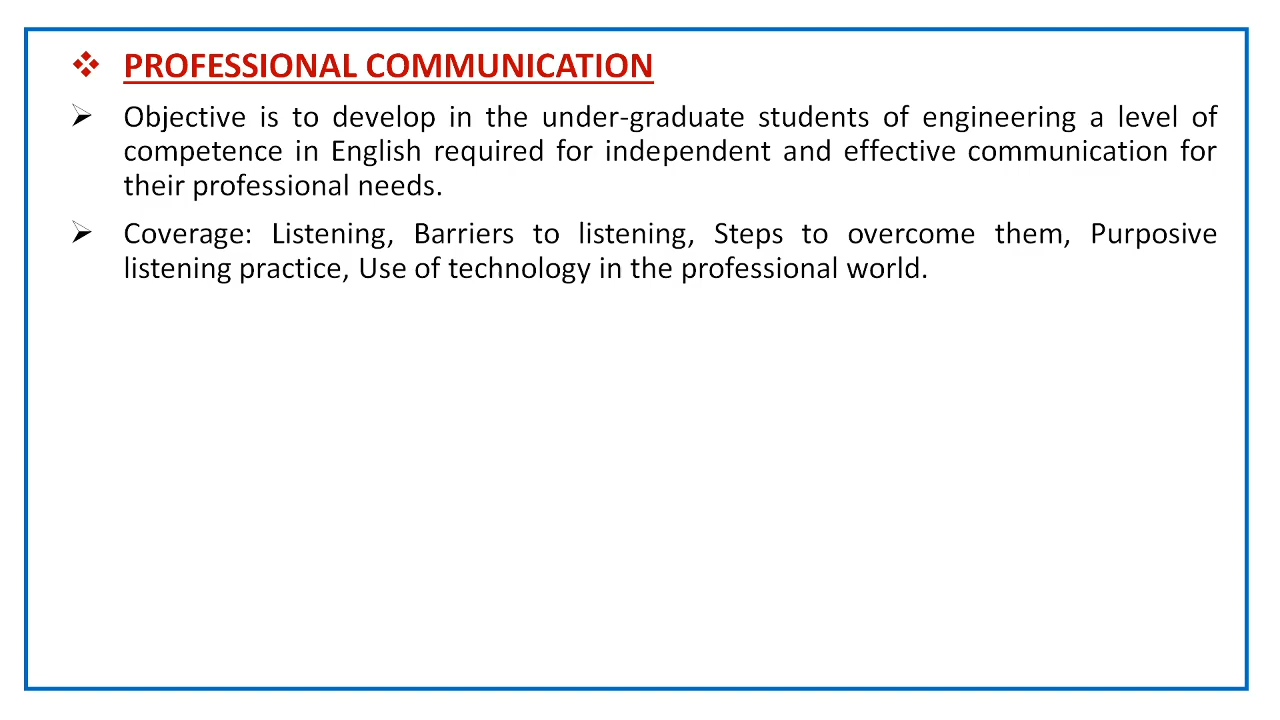 ❖ PROFESSIONAL COMMUNICATION
➢ Objective is to develop in the under-graduate students of engineering a level of
competence in English required for independent and effective communication for
their professional needs.
➢ Coverage: Listening, Barriers to listening, Steps to overcome them, Purposive
listening practice, Use of technology in the professional world.